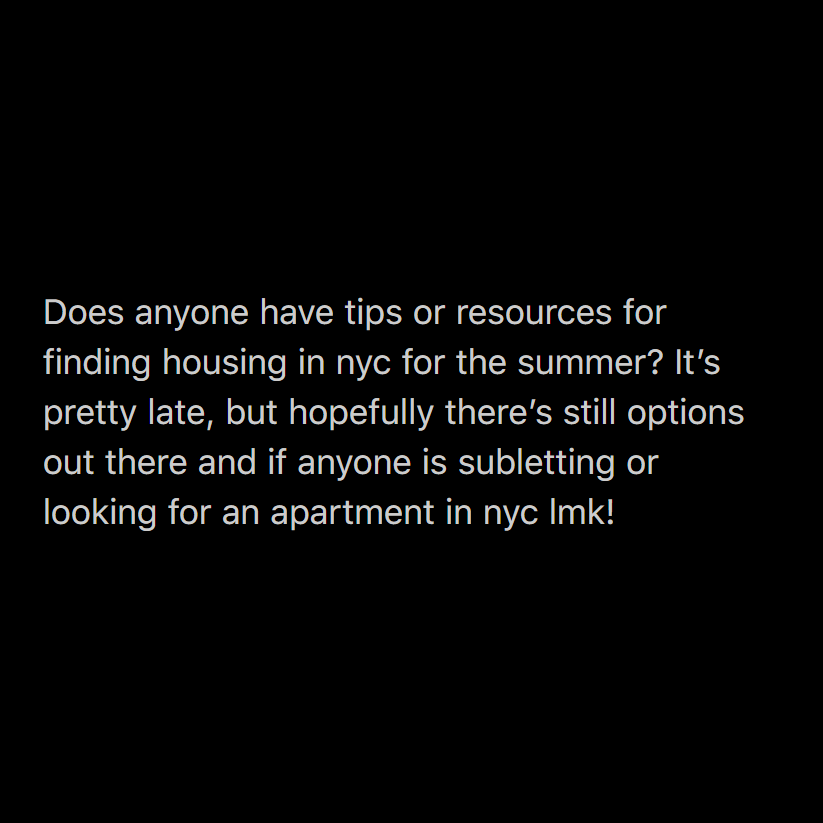 Does anyone have tips or resources for
finding housing in nyc for the summer? It’s
pretty late, but hopefully there’s still options
out there and if anyone is subletting or
looking for an apartment in nyc lmk!